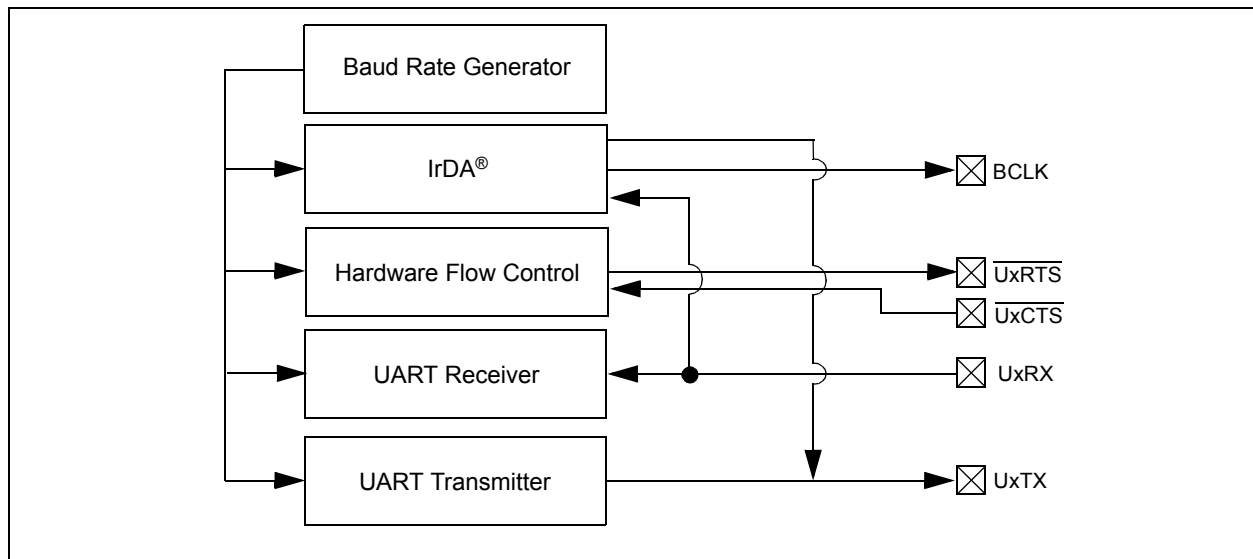 Baud Rate Generator
IrDA®
BCLK
Hardware Flow Control
UxRTS
UxCTS
UART Receiver
UxRX
UART Transmitter
UxTX